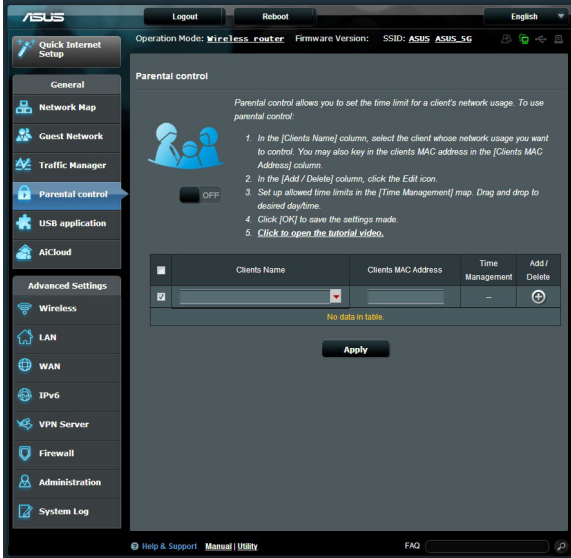 ASUS
Logout
Reboot
English
Quick Internet
Setup
Operation Mode: Wireless router Firmware Version: SSID: ASUS ASUS_5G
General
Network Map
Guest Network
Traffic Manager
Parental control
USB application
AiCloud
Advanced Settings
Wireless
LAN
WAN
IPv6
VPN Server
Firewall
Administration
System Log
Parental control
Parental control allows you to set the time limit for a client's network usage. To use
parental control:
1. In the [Clients Name] column, select the client whose network usage you want
to control. You may also key in the clients MAC address in the [Clients MAC
Address] column.
2. In the [Add / Delete] column, click the Edit icon.
3. Set up allowed time limits in the [Time Management] map. Drag and drop to
desired day/time.
4. Click [OK] to save the settings made.
5. Click to open the tutorial video.
OFF
Clients Name
Clients MAC Address
Time
Management
Add /
Delete
--
No data in table.
Apply
Help & Support Manual | Utility
FAQ